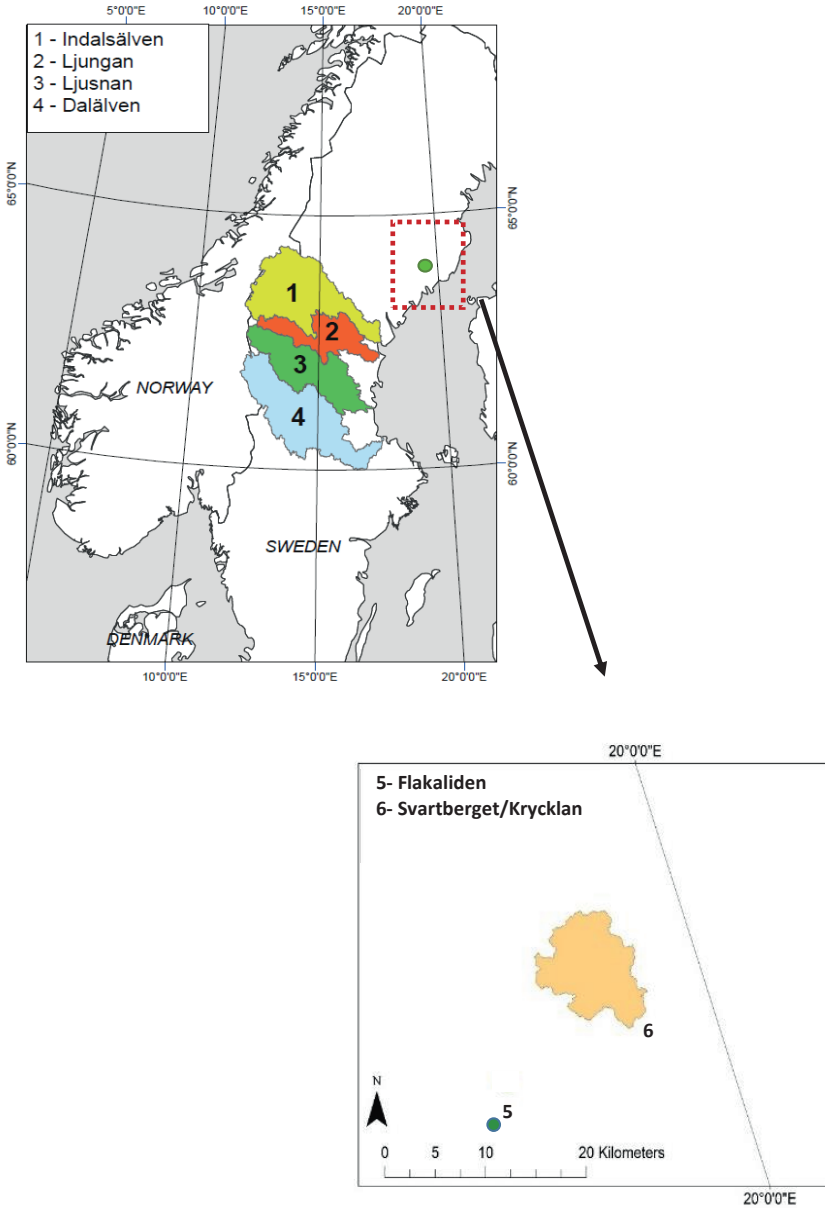 5°0'0"E 10°0'0"E 15°0'0"E 20°0'0"E
1 - Indalsälven
2 - Ljungan
3 - Ljusnan
4 - Dalälven
65°0'0"N
65°0'0"N
1
2
3
NORWAY
4
60°0'0"N
60°0'0"N
SWEDEN
DENMARK
10°0'0"E 15°0'0"E 20°0'0"E
20°0'0"E
5- Flakaliden
6- Svartberget/Krycklan
6
N
5
0 5 10 20 Kilometers
20°0'0"E